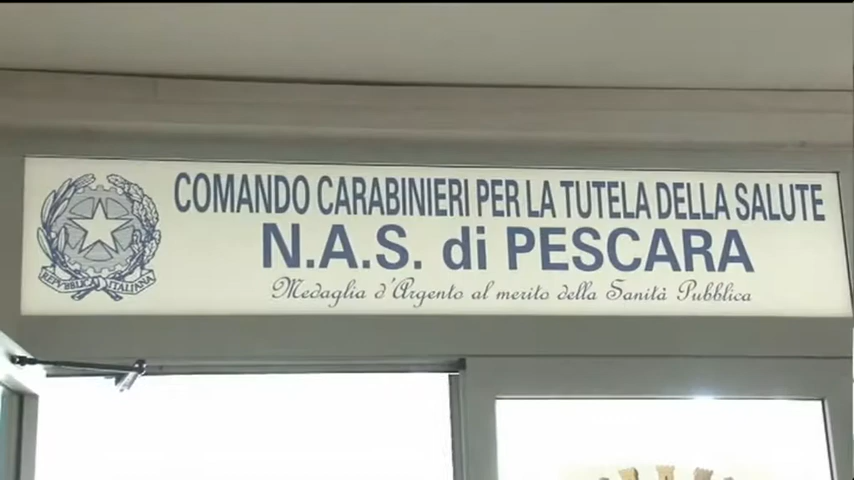 COMANDO CARABINIERI PER LA TUTELA DELLA SALUTE
N.A.S. di PESCARA
Medaglia d'Argento al merito della Sanità Pubblica
REPVBBLICA ITALIANA